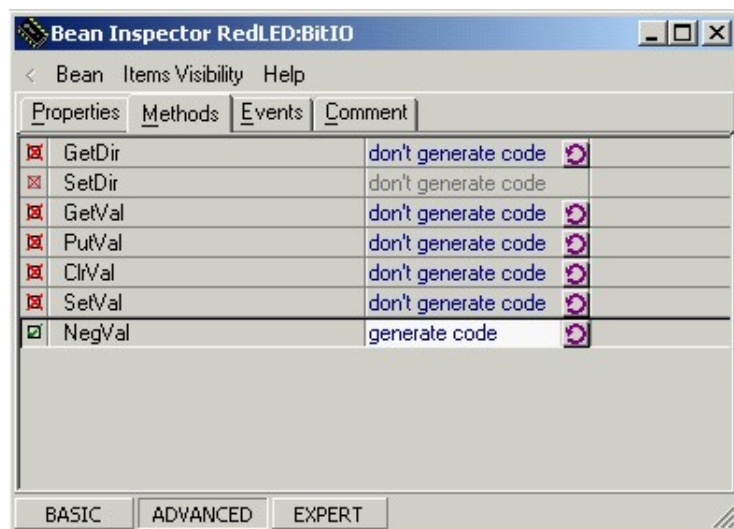 Bean Inspector RedLED:BitIO
< Bean Items Visibility Help
Properties Methods Events Comment
GetDir don't generate code
SetDir don't generate code
GetVal don't generate code
PutVal don't generate code
ClrVal don't generate code
SetVal don't generate code
NegVal generate code
BASIC ADVANCED EXPERT